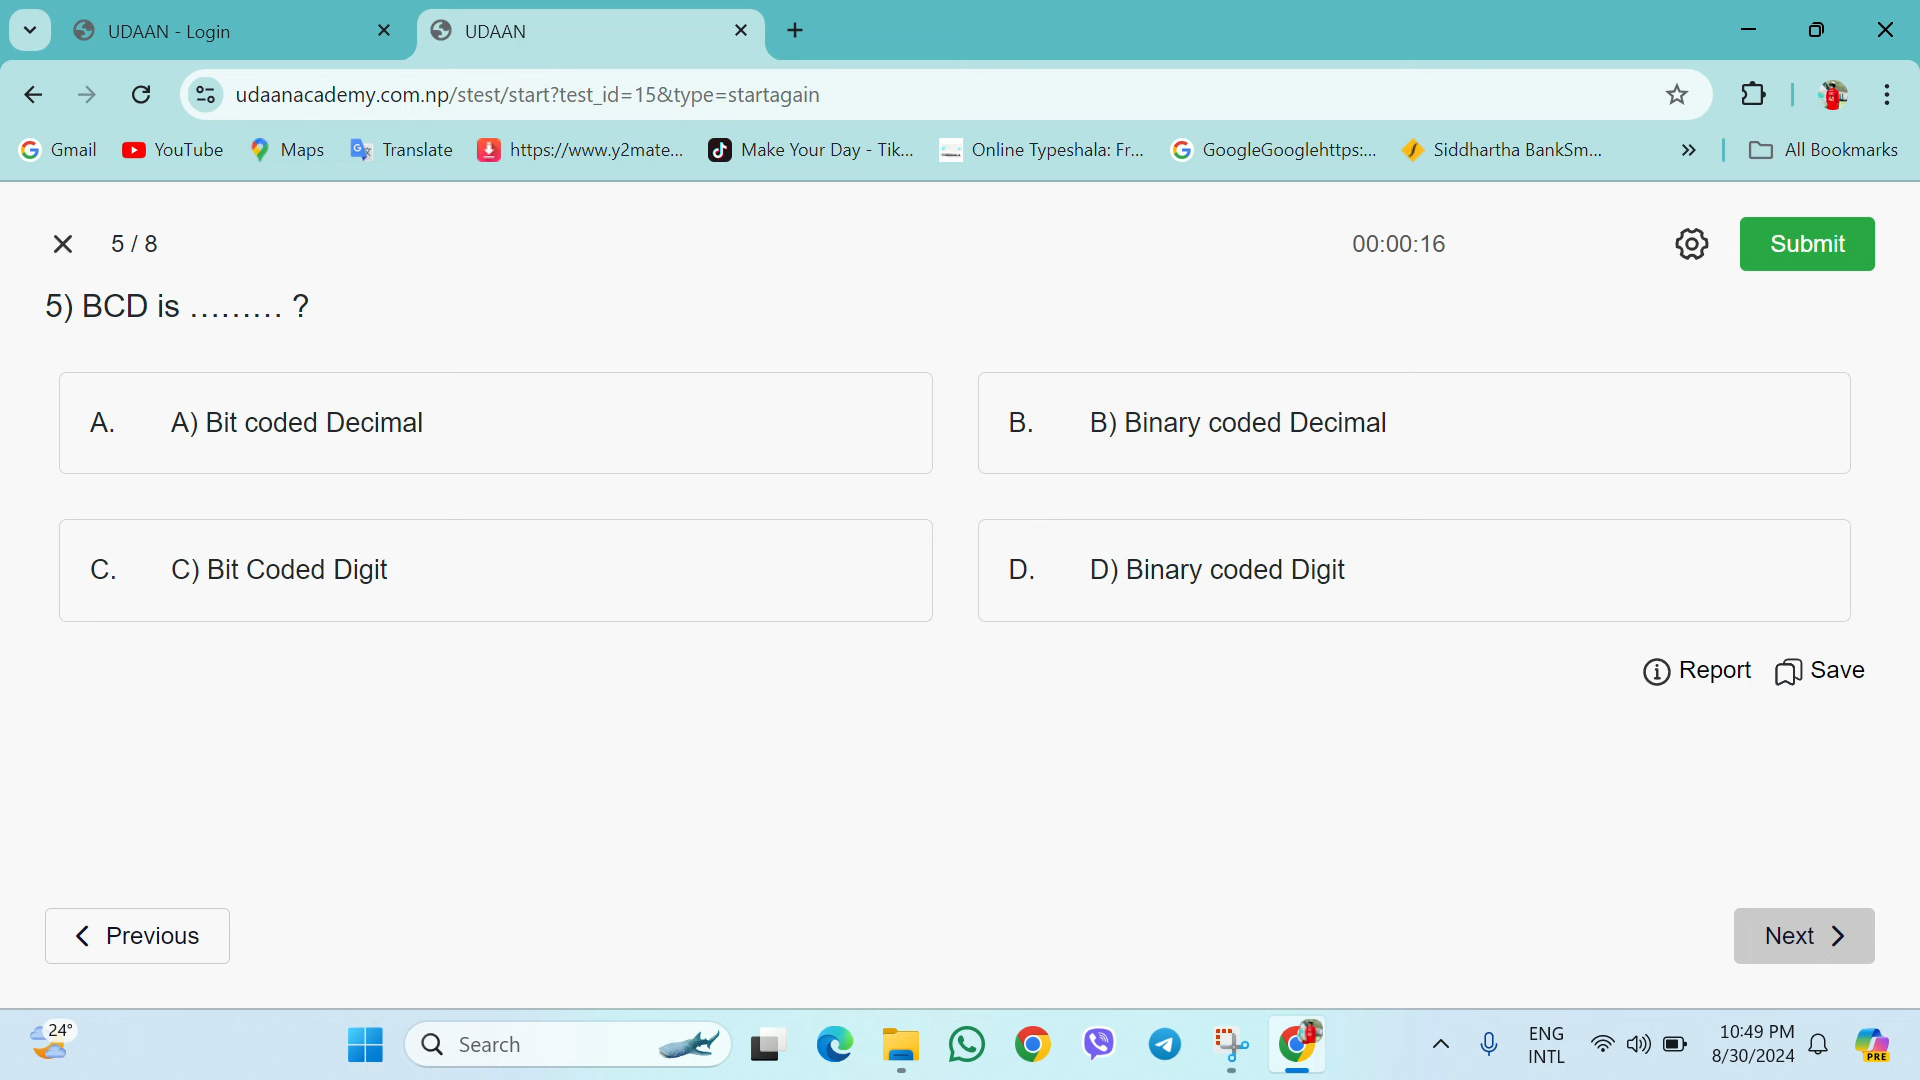 UDAAN - Login
UDAAN
udaanacademy.com.np/stest/start?test_id=15&type=startagain
Gmail
YouTube
Maps
Translate
https://www.y2mate...
Make Your Day - Tik...
Online Typeshala: Fr...
GoogleGooglehttps:...
Siddhartha BankSm...
»
All Bookmarks
5 / 8
00:00:16
Submit
5) BCD is ......... ?
A. A) Bit coded Decimal
B. B) Binary coded Decimal
C. C) Bit Coded Digit
D. D) Binary coded Digit
Report
Save
Previous
Next
24°
Search
ENG
INTL
10:49 PM
8/30/2024
PRE